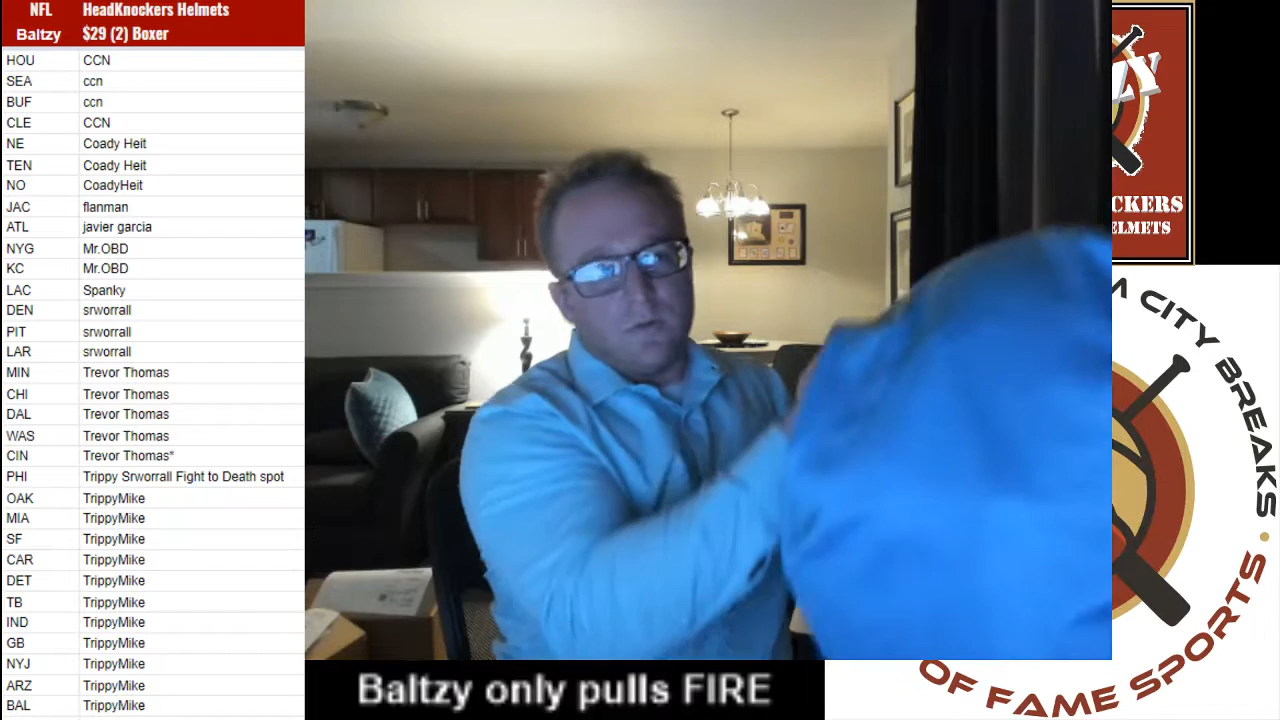 NFL HeadKnockers Helmets
Baltzy $29 (2) Boxer
HOU CCN
SEA ccn
BUF ccn
CLE CCN
NE Coady Heit
TEN Coady Heit
NO CoadyHeit
JAC flanman
ATL javier garcia
NYG Mr.OBD
KC Mr.OBD
LAC Spanky
DEN srworrall
PIT srworrall
LAR srworrall
MIN Trevor Thomas
CHI Trevor Thomas
DAL Trevor Thomas
WAS Trevor Thomas
CIN Trevor Thomas*
PHI Trippy Srworrall Fight to Death spot
OAK TrippyMike
MIA TrippyMike
SF TrippyMike
CAR TrippyMike
DET TrippyMike
TB TrippyMike
IND TrippyMike
GB TrippyMike
NYJ TrippyMike
ARZ TrippyMike
BAL TrippyMike
ZY
CKERS
ELMETS
A CITY BREAKS •
OF FAME SPORTS
Baltzy only pulls FIRE